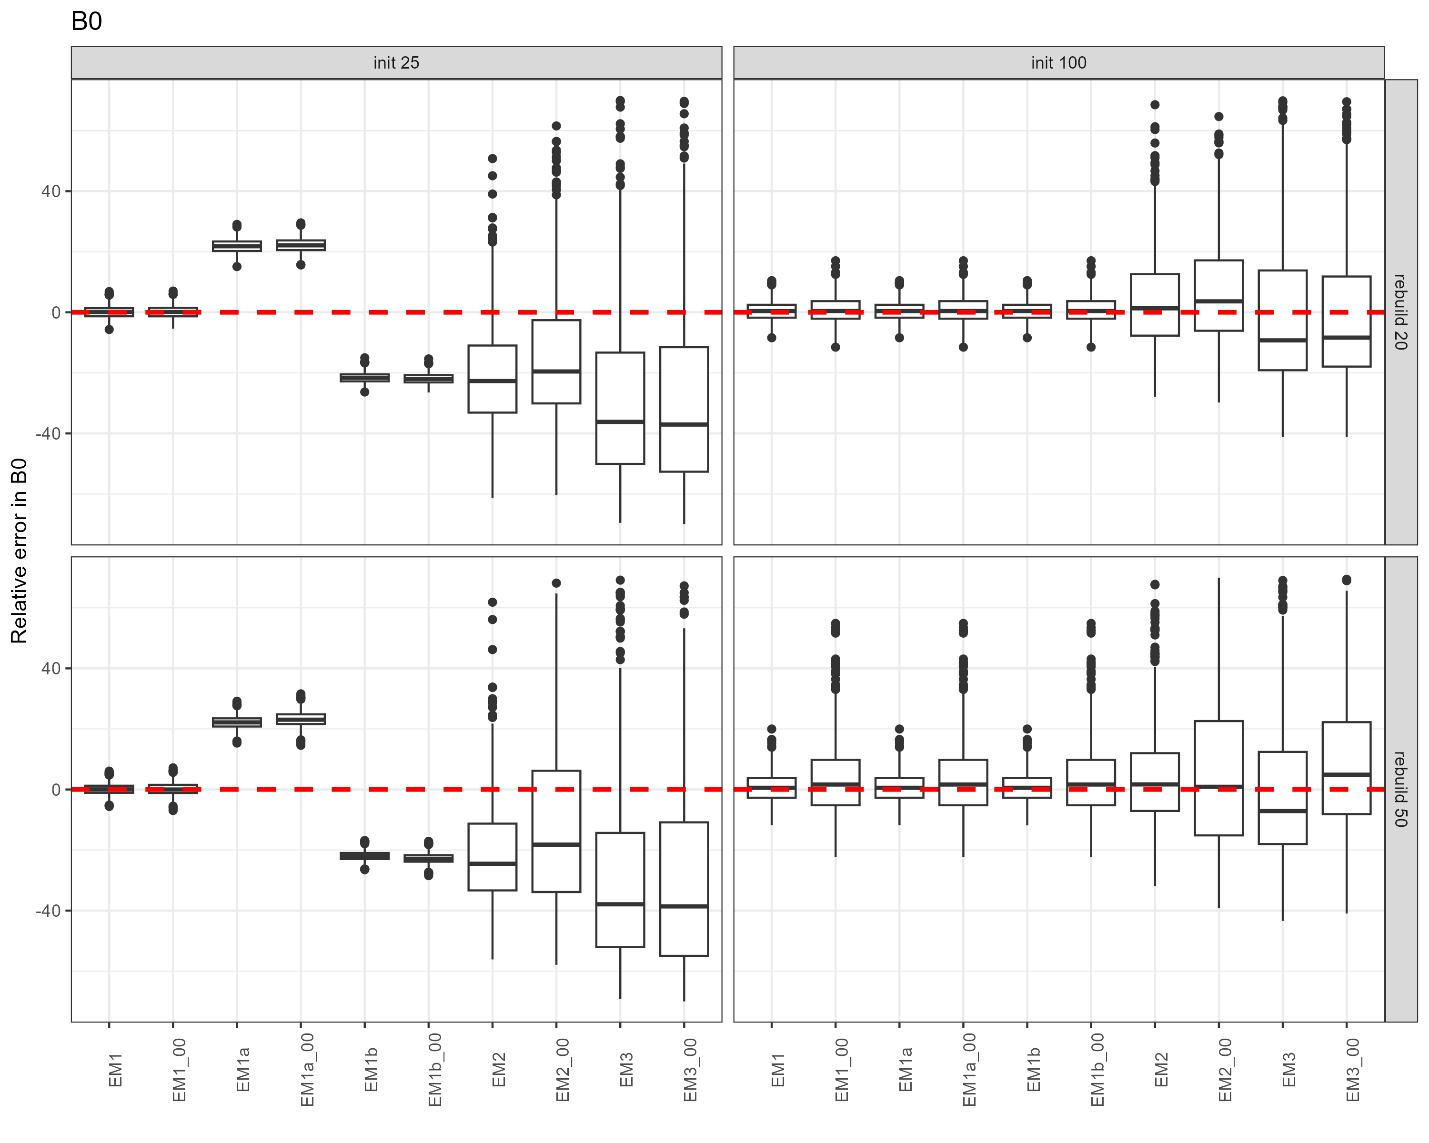 B0
init 25
init 100
Relative error in B0
40
0
-40
rebuild 20
40
0
-40
rebuild 50
EM1
EM1_00
EM1a
EM1a_00
EM1b
EM1b_00
EM2
EM2_00
EM3
EM3_00
EM1
EM1_00
EM1a
EM1a_00
EM1b
EM1b_00
EM2
EM2_00
EM3
EM3_00